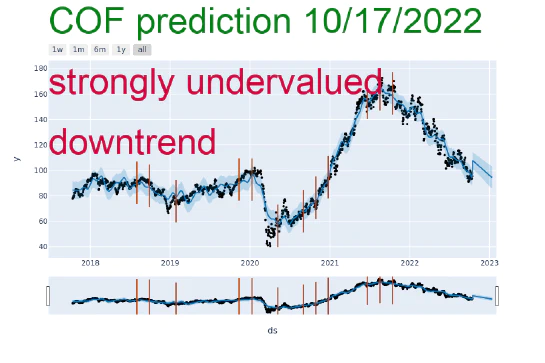 COF prediction 10/17/2022
1w 1m 6m 1y all
180
strongly undervalued
160
140
downtrend
120
y
100
80
60
40
2018 2019 2020 2021 2022 2023
ds